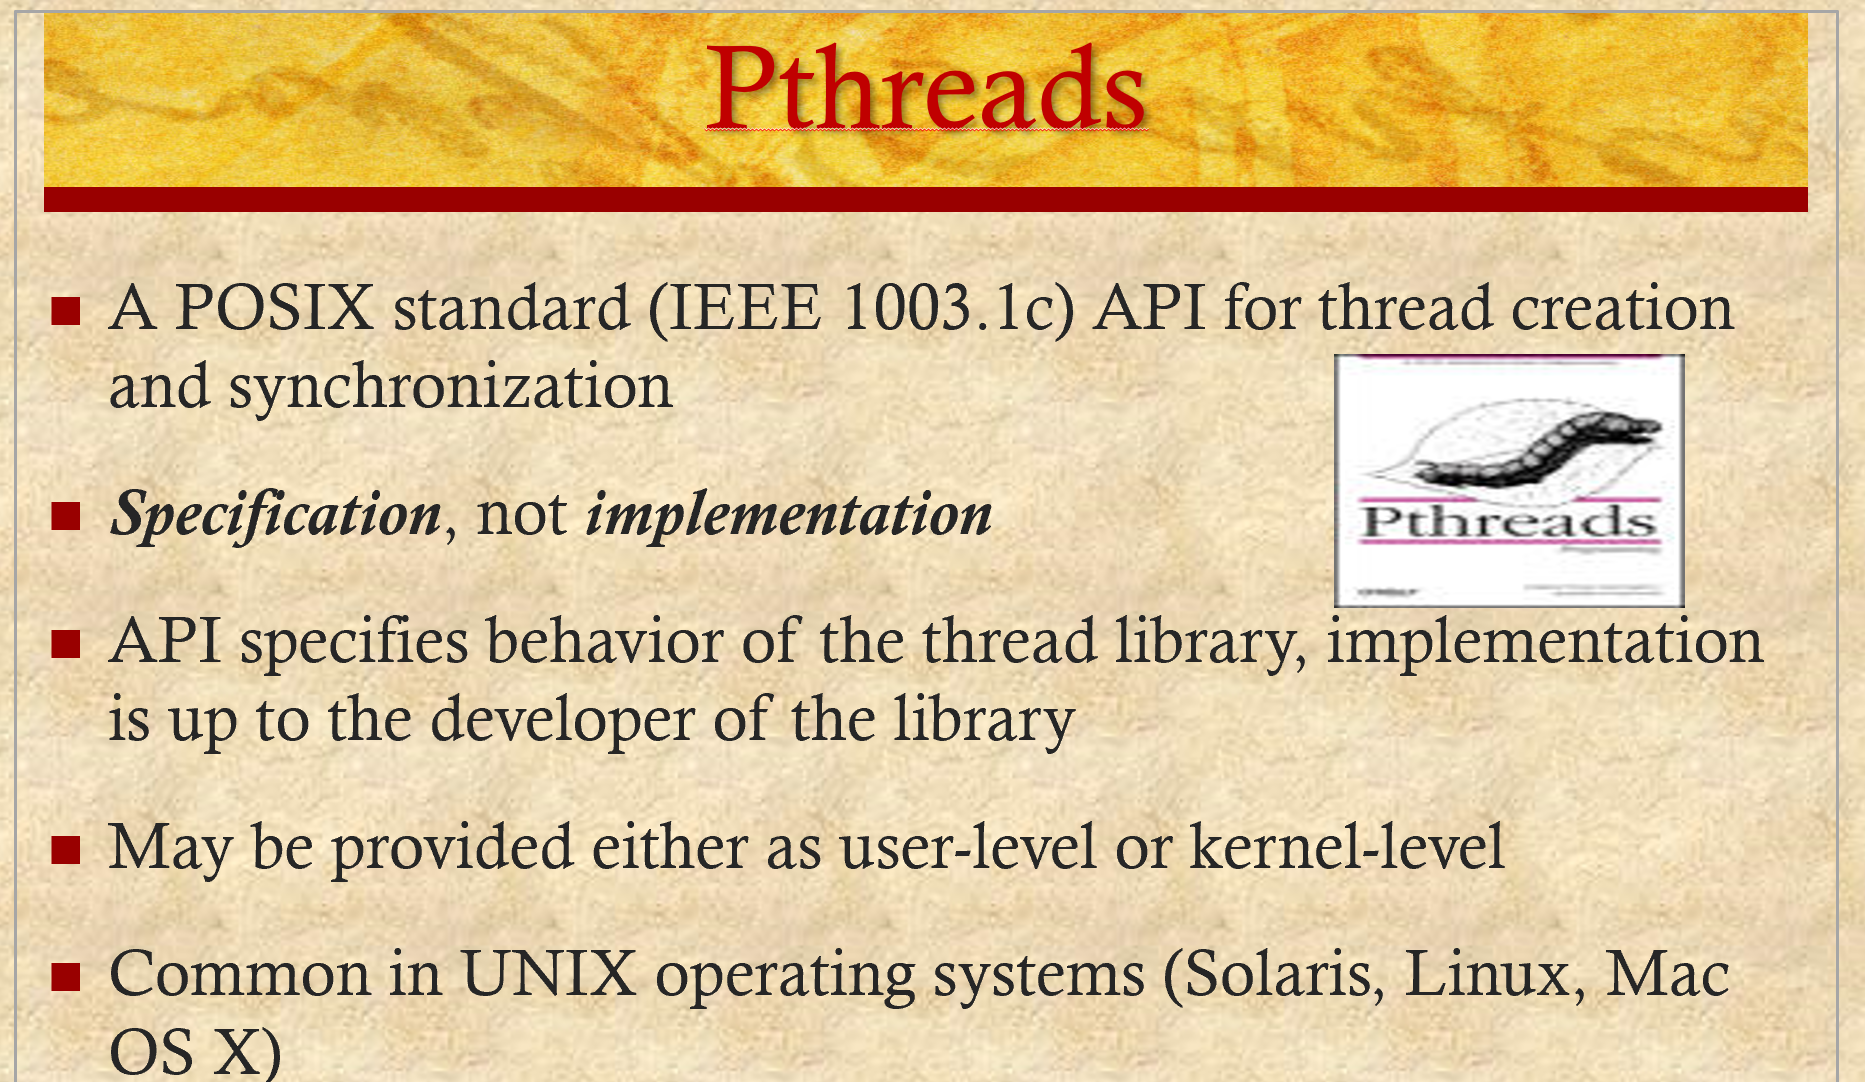 Pthreads
A POSIX standard (IEEE 1003.1c) API for thread creation
and synchronization
Specification, not implementation
Pthreads
API specifies behavior of the thread library, implementation
is up to the developer of the library
May be provided either as user-level or kernel-level
Common in UNIX operating systems (Solaris, Linux, Mac
OS X)